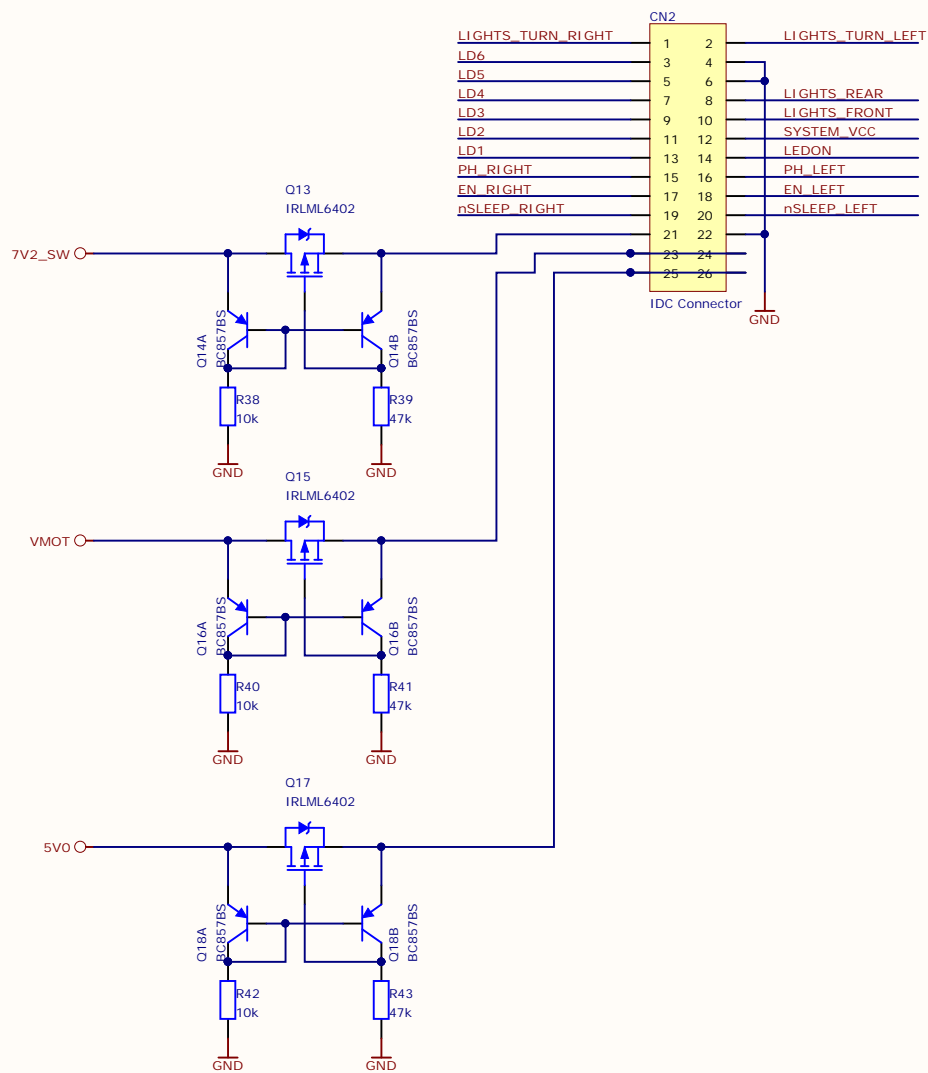 CN2
LIGHTS_TURN_RIGHT 1 2 LIGHTS_TURN_LEFT
LD6 3 4
LD5 5 6
LD4 7 8 LIGHTS_REAR
LD3 9 10 LIGHTS_FRONT
LD2 11 12 SYSTEM_VCC
LD1 13 14 LEDON
PH_RIGHT 15 16 PH_LEFT
EN_RIGHT 17 18 EN_LEFT
nSLEEP_RIGHT 19 20 nSLEEP_LEFT
21 22
23 24
25 26
IDC Connector
GND
Q13
IRLML6402
7V2_SW
Q14A
BC857BS
Q14B
BC857BS
R38
10k
R39
47k
GND
GND
Q15
IRLML6402
VMOT
Q16A
BC857BS
Q16B
BC857BS
R40
10k
R41
47k
GND
GND
Q17
IRLML6402
5V0
Q18A
BC857BS
Q18B
BC857BS
R42
10k
R43
47k
GND
GND